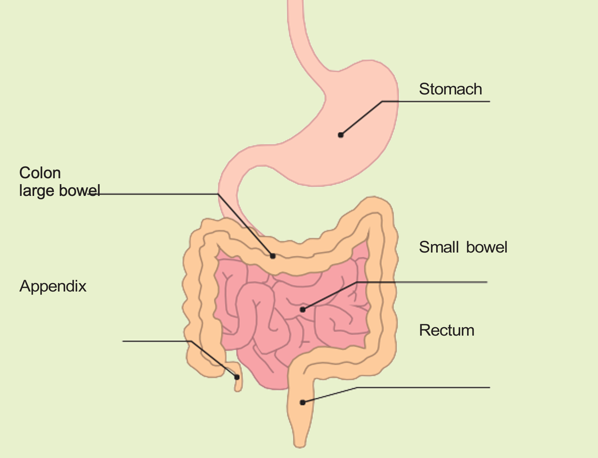 Stomach
Colon
large bowel
Small bowel
Appendix
Rectum